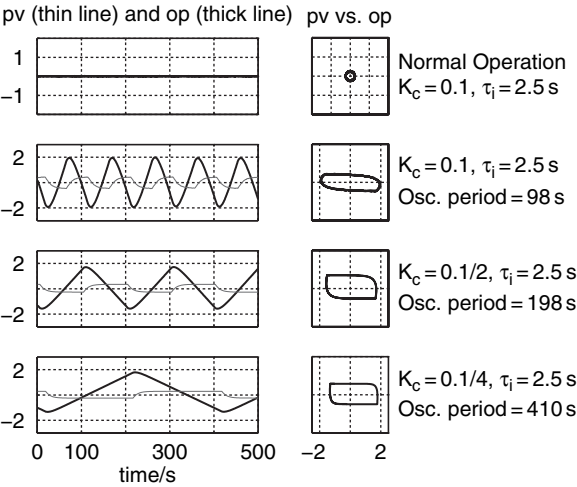 pv (thin line) and op (thick line) pv vs. op
1
−1
Normal Operation
K_c = 0.1, τ_i = 2.5 s
2
−2
K_c = 0.1, τ_i = 2.5 s
Osc. period = 98 s
2
−2
K_c = 0.1/2, τ_i = 2.5 s
Osc. period = 198 s
2
−2
K_c = 0.1/4, τ_i = 2.5 s
Osc. period = 410 s
0 100 300 500 −2 2
time/s